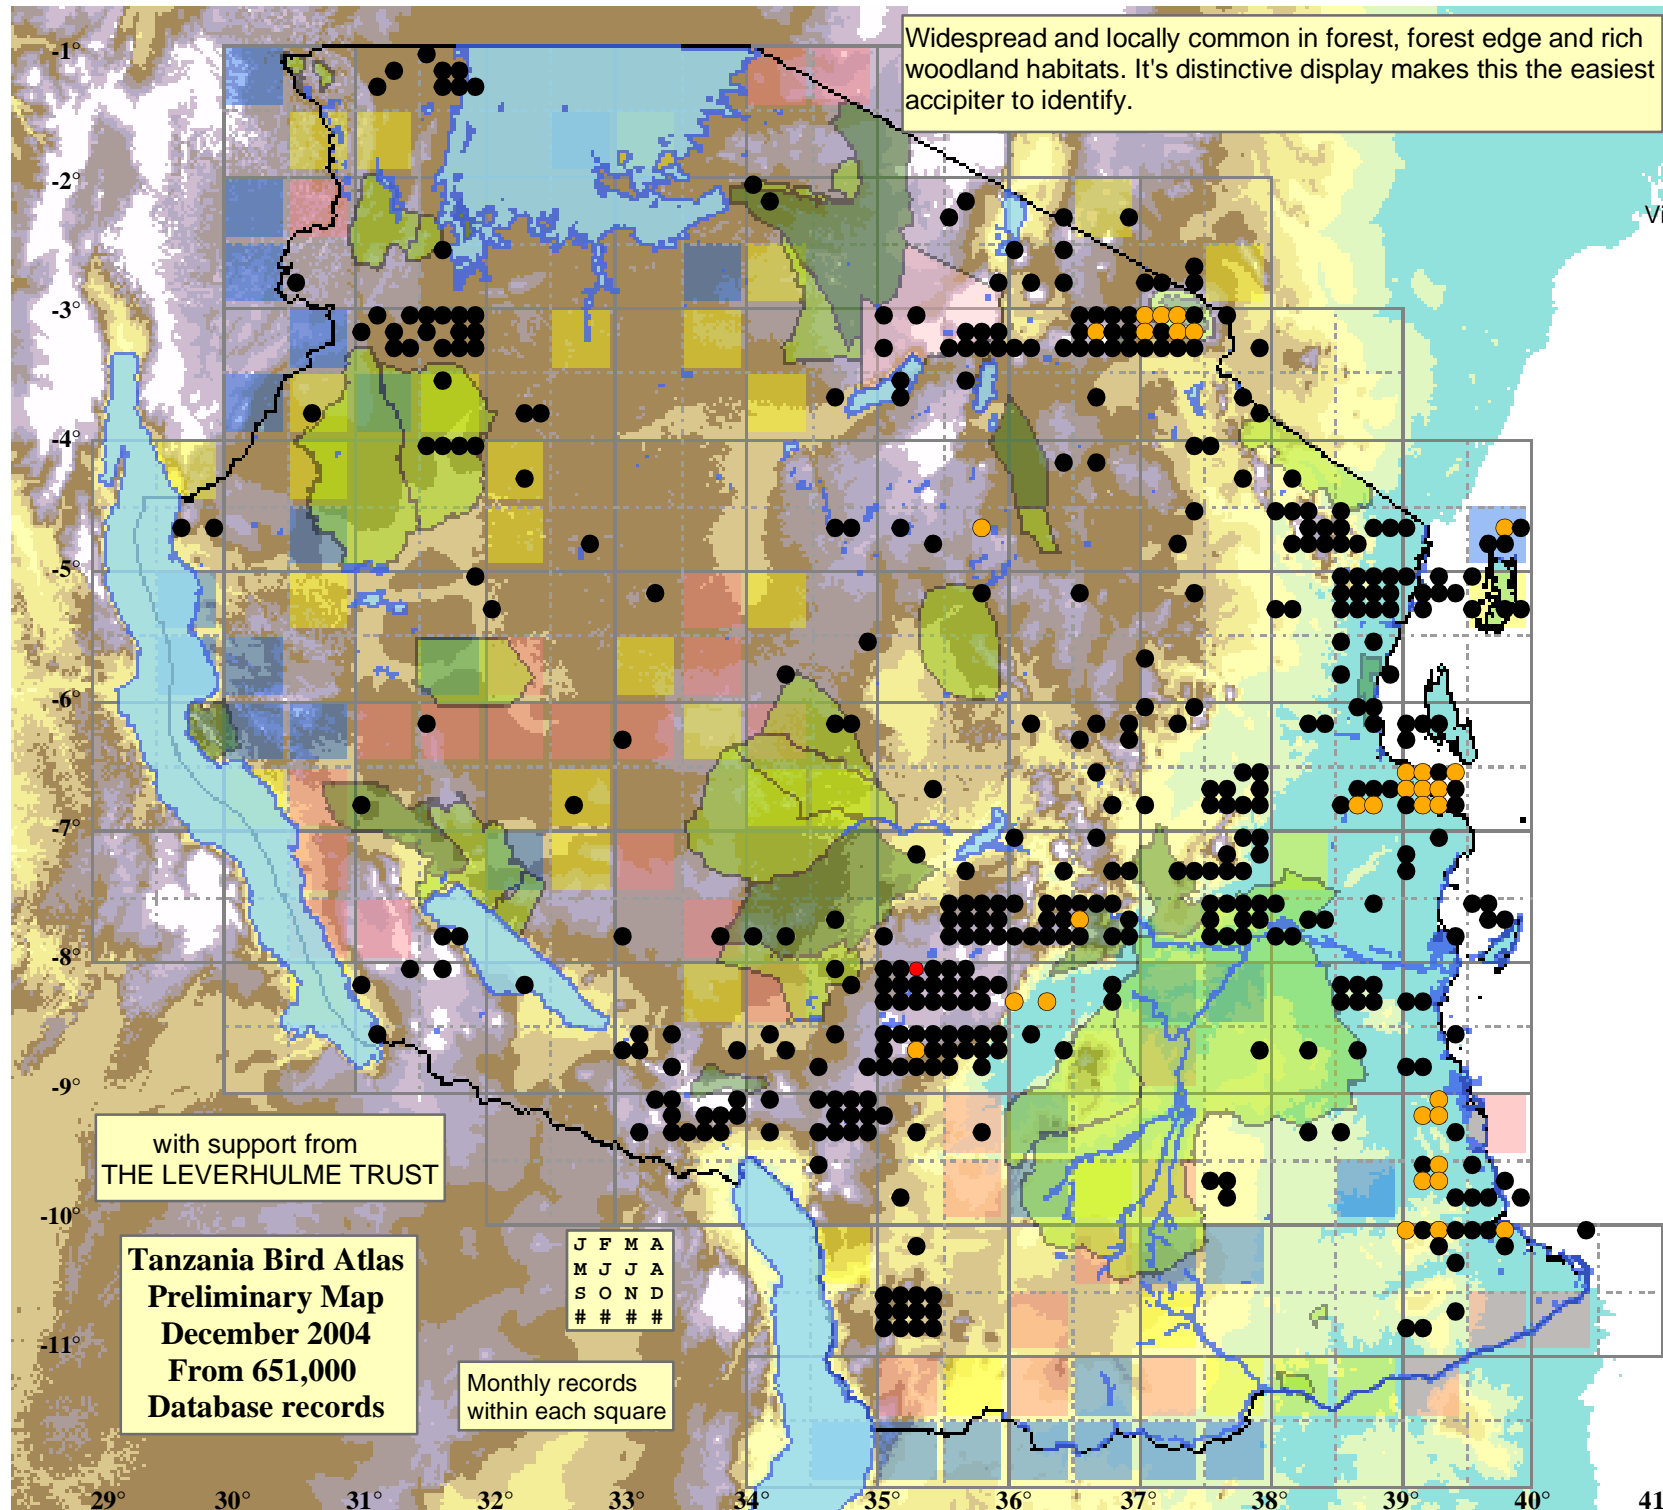 Widespread and locally common in forest, forest edge and rich
woodland habitats. It's distinctive display makes this the easiest
accipiter to identify.
Vi
-1°
-2°
-3°
-4°
-5°
-6°
-7°
-8°
-9°
-10°
-11°
with support from
THE LEVERHULME TRUST
Tanzania Bird Atlas
Preliminary Map
December 2004
From 651,000
Database records
J F M A
M J J A
S O N D
# # # #
Monthly records
within each square
29° 30° 31° 32° 33° 34° 35° 36° 37° 38° 39° 40° 41